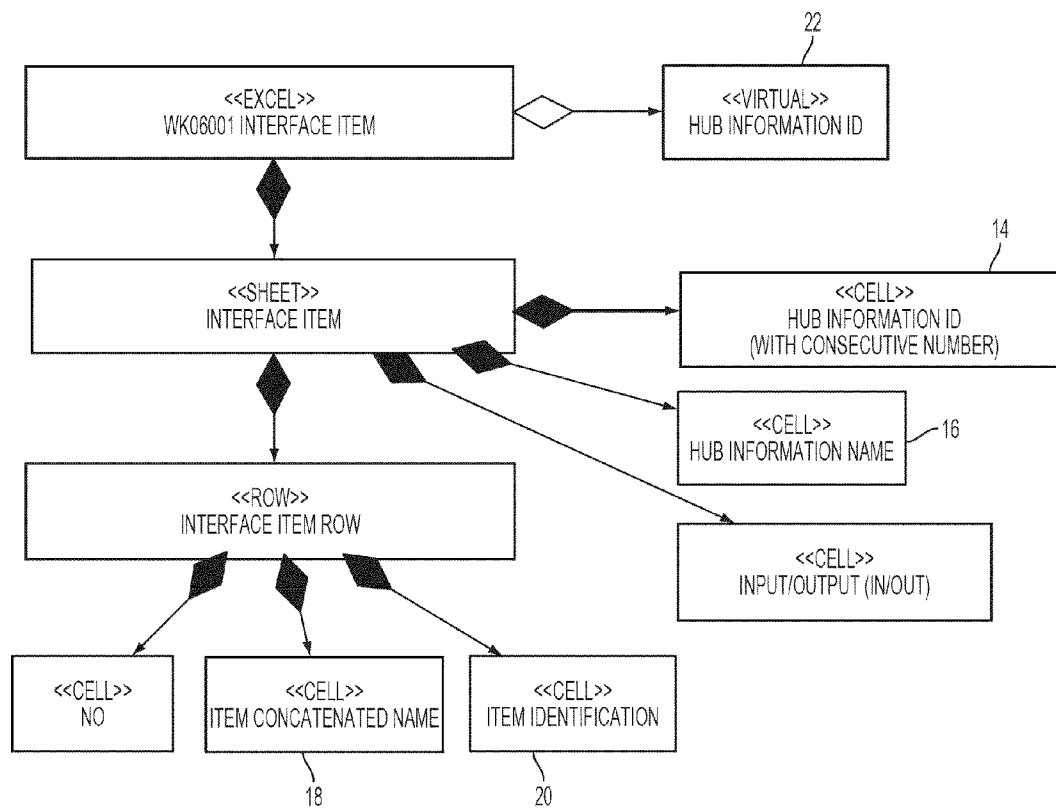 22
<<EXCEL>>
WK06001 INTERFACE ITEM
<<VIRTUAL>>
HUB INFORMATION ID
14
<<SHEET>>
INTERFACE ITEM
<<CELL>>
HUB INFORMATION ID
(WITH CONSECUTIVE NUMBER)
<<CELL>>
HUB INFORMATION NAME
16
<<ROW>>
INTERFACE ITEM ROW
<<CELL>>
INPUT/OUTPUT (IN/OUT)
<<CELL>>
NO
<<CELL>>
ITEM CONCATENATED NAME
<<CELL>>
ITEM IDENTIFICATION
18
20